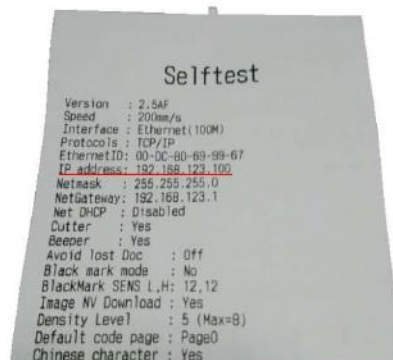 Selftest
Version : 2.5AF
Speed : 200mm/s
Interface : Ethernet(100M)
Protocols : TCP/IP
EthernetID: 00-DC-BD-69-99-67
IP address: 192.168.123.100
Netmask : 255.255.255.0
NetGateway: 192.168.123.1
Net DHCP : Disabled
Cutter : Yes
Beeper : Yes
Avoid lost Doc : Off
Black mark mode : No
BlackMark SENS L,H: 12,12
Image NV Download : Yes
Density Level : 5 (Max=8)
Default code page : Page0
Chinese character : Yes